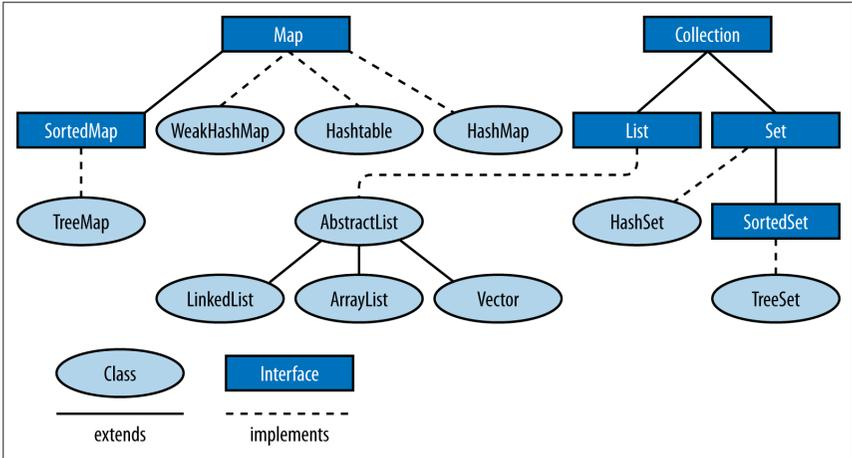 Map
Collection
SortedMap
WeakHashMap
Hashtable
HashMap
List
Set
TreeMap
AbstractList
HashSet
SortedSet
LinkedList
ArrayList
Vector
TreeSet
Class
Interface
extends
implements